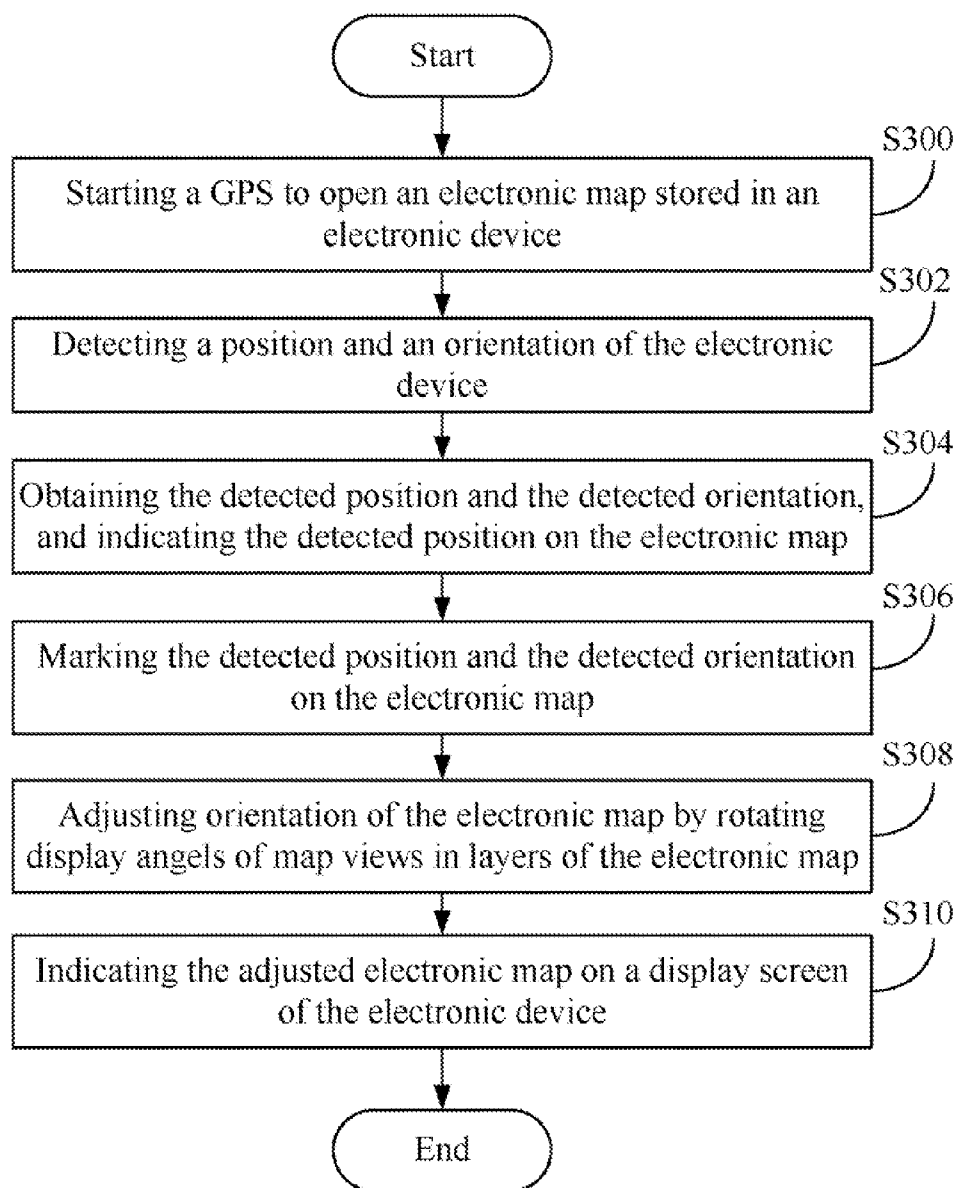 Start
S300
Starting a GPS to open an electronic map stored in an
electronic device
S302
Detecting a position and an orientation of the electronic
device
S304
Obtaining the detected position and the detected orientation,
and indicating the detected position on the electronic map
S306
Marking the detected position and the detected orientation
on the electronic map
S308
Adjusting orientation of the electronic map by rotating
display angels of map views in layers of the electronic map
S310
Indicating the adjusted electronic map on a display screen
of the electronic device
End